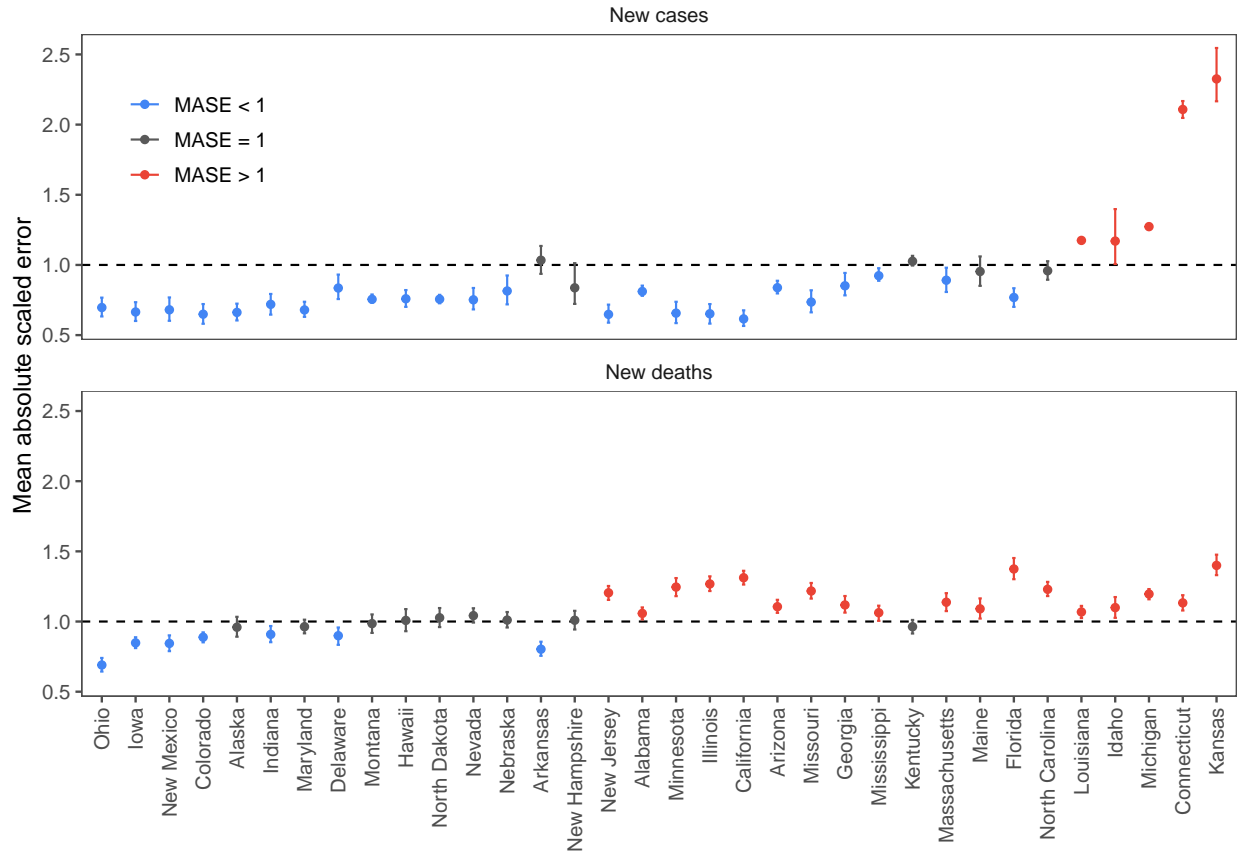 New cases
Mean absolute scaled error
2.5
2.0
1.5
1.0
0.5
MASE < 1
MASE = 1
MASE > 1
New deaths
2.5
2.0
1.5
1.0
0.5
Ohio
Iowa
New Mexico
Colorado
Alaska
Indiana
Maryland
Delaware
Montana
Hawaii
North Dakota
Nevada
Nebraska
Arkansas
New Hampshire
New Jersey
Alabama
Minnesota
Illinois
California
Arizona
Missouri
Georgia
Mississippi
Kentucky
Massachusetts
Maine
Florida
North Carolina
Louisiana
Idaho
Michigan
Connecticut
Kansas